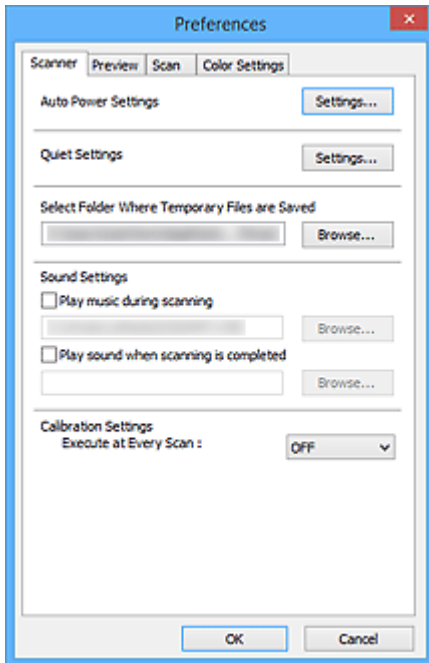 Preferences
Scanner Preview Scan Color Settings
Auto Power Settings Settings...
Quiet Settings Settings...
Select Folder Where Temporary Files are Saved
Browse...
Sound Settings
Play music during scanning
Browse...
Play sound when scanning is completed
Browse...
Calibration Settings
Execute at Every Scan : OFF
OK Cancel